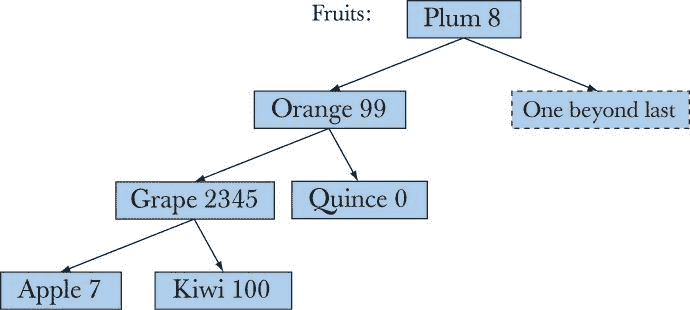 Fruits:
Plum 8
Orange 99
One beyond last
Grape 2345
Quince 0
Apple 7
Kiwi 100